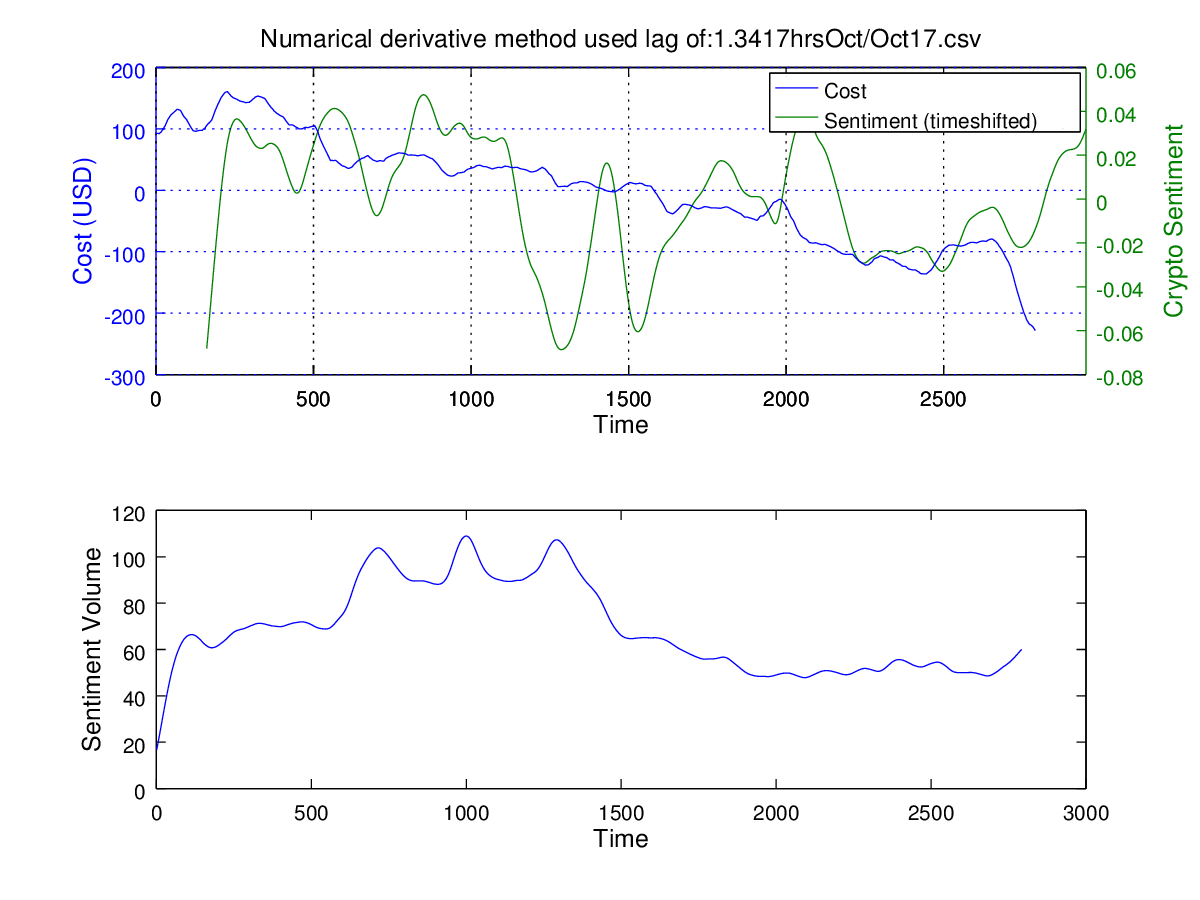 Numarical derivative method used lag of:1.3417hrsOct/Oct17.csv
200
100
0
-100
-200
-300
Cost (USD)
0.06
0.04
0.02
0
-0.02
-0.04
-0.06
-0.08
Crypto Sentiment
Cost
Sentiment (timeshifted)
0 500 1000 1500 2000 2500
Time
120
100
80
60
40
20
0
Sentiment Volume
0 500 1000 1500 2000 2500 3000
Time